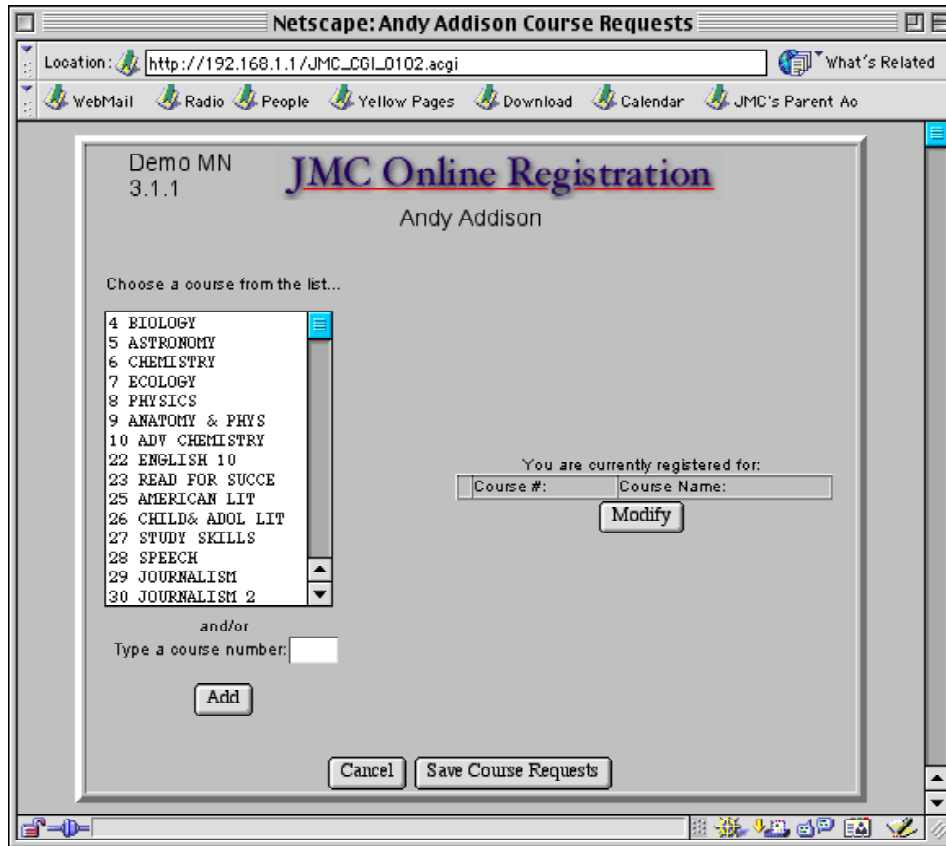 Netscape: Andy Addison Course Requests
Location: http://192.168.1.1/JMC_CGI_0102.acgi What's Related
WebMail Radio People Yellow Pages Download Calendar JMC's Parent Ac
Demo MN
3.1.1
JMC Online Registration
Andy Addison
Choose a course from the list...
4 BIOLOGY
5 ASTRONOMY
6 CHEMISTRY
7 ECOLOGY
8 PHYSICS
9 ANATOMY & PHYS
10 ADV CHEMISTRY
22 ENGLISH 10
23 READ FOR SUCCE
25 AMERICAN LIT
26 CHILD& ADOL LIT
27 STUDY SKILLS
28 SPEECH
29 JOURNALISM
30 JOURNALISM 2
and/or
Type a course number:
Add
You are currently registered for:
Course #: Course Name:
Modify
Cancel Save Course Requests